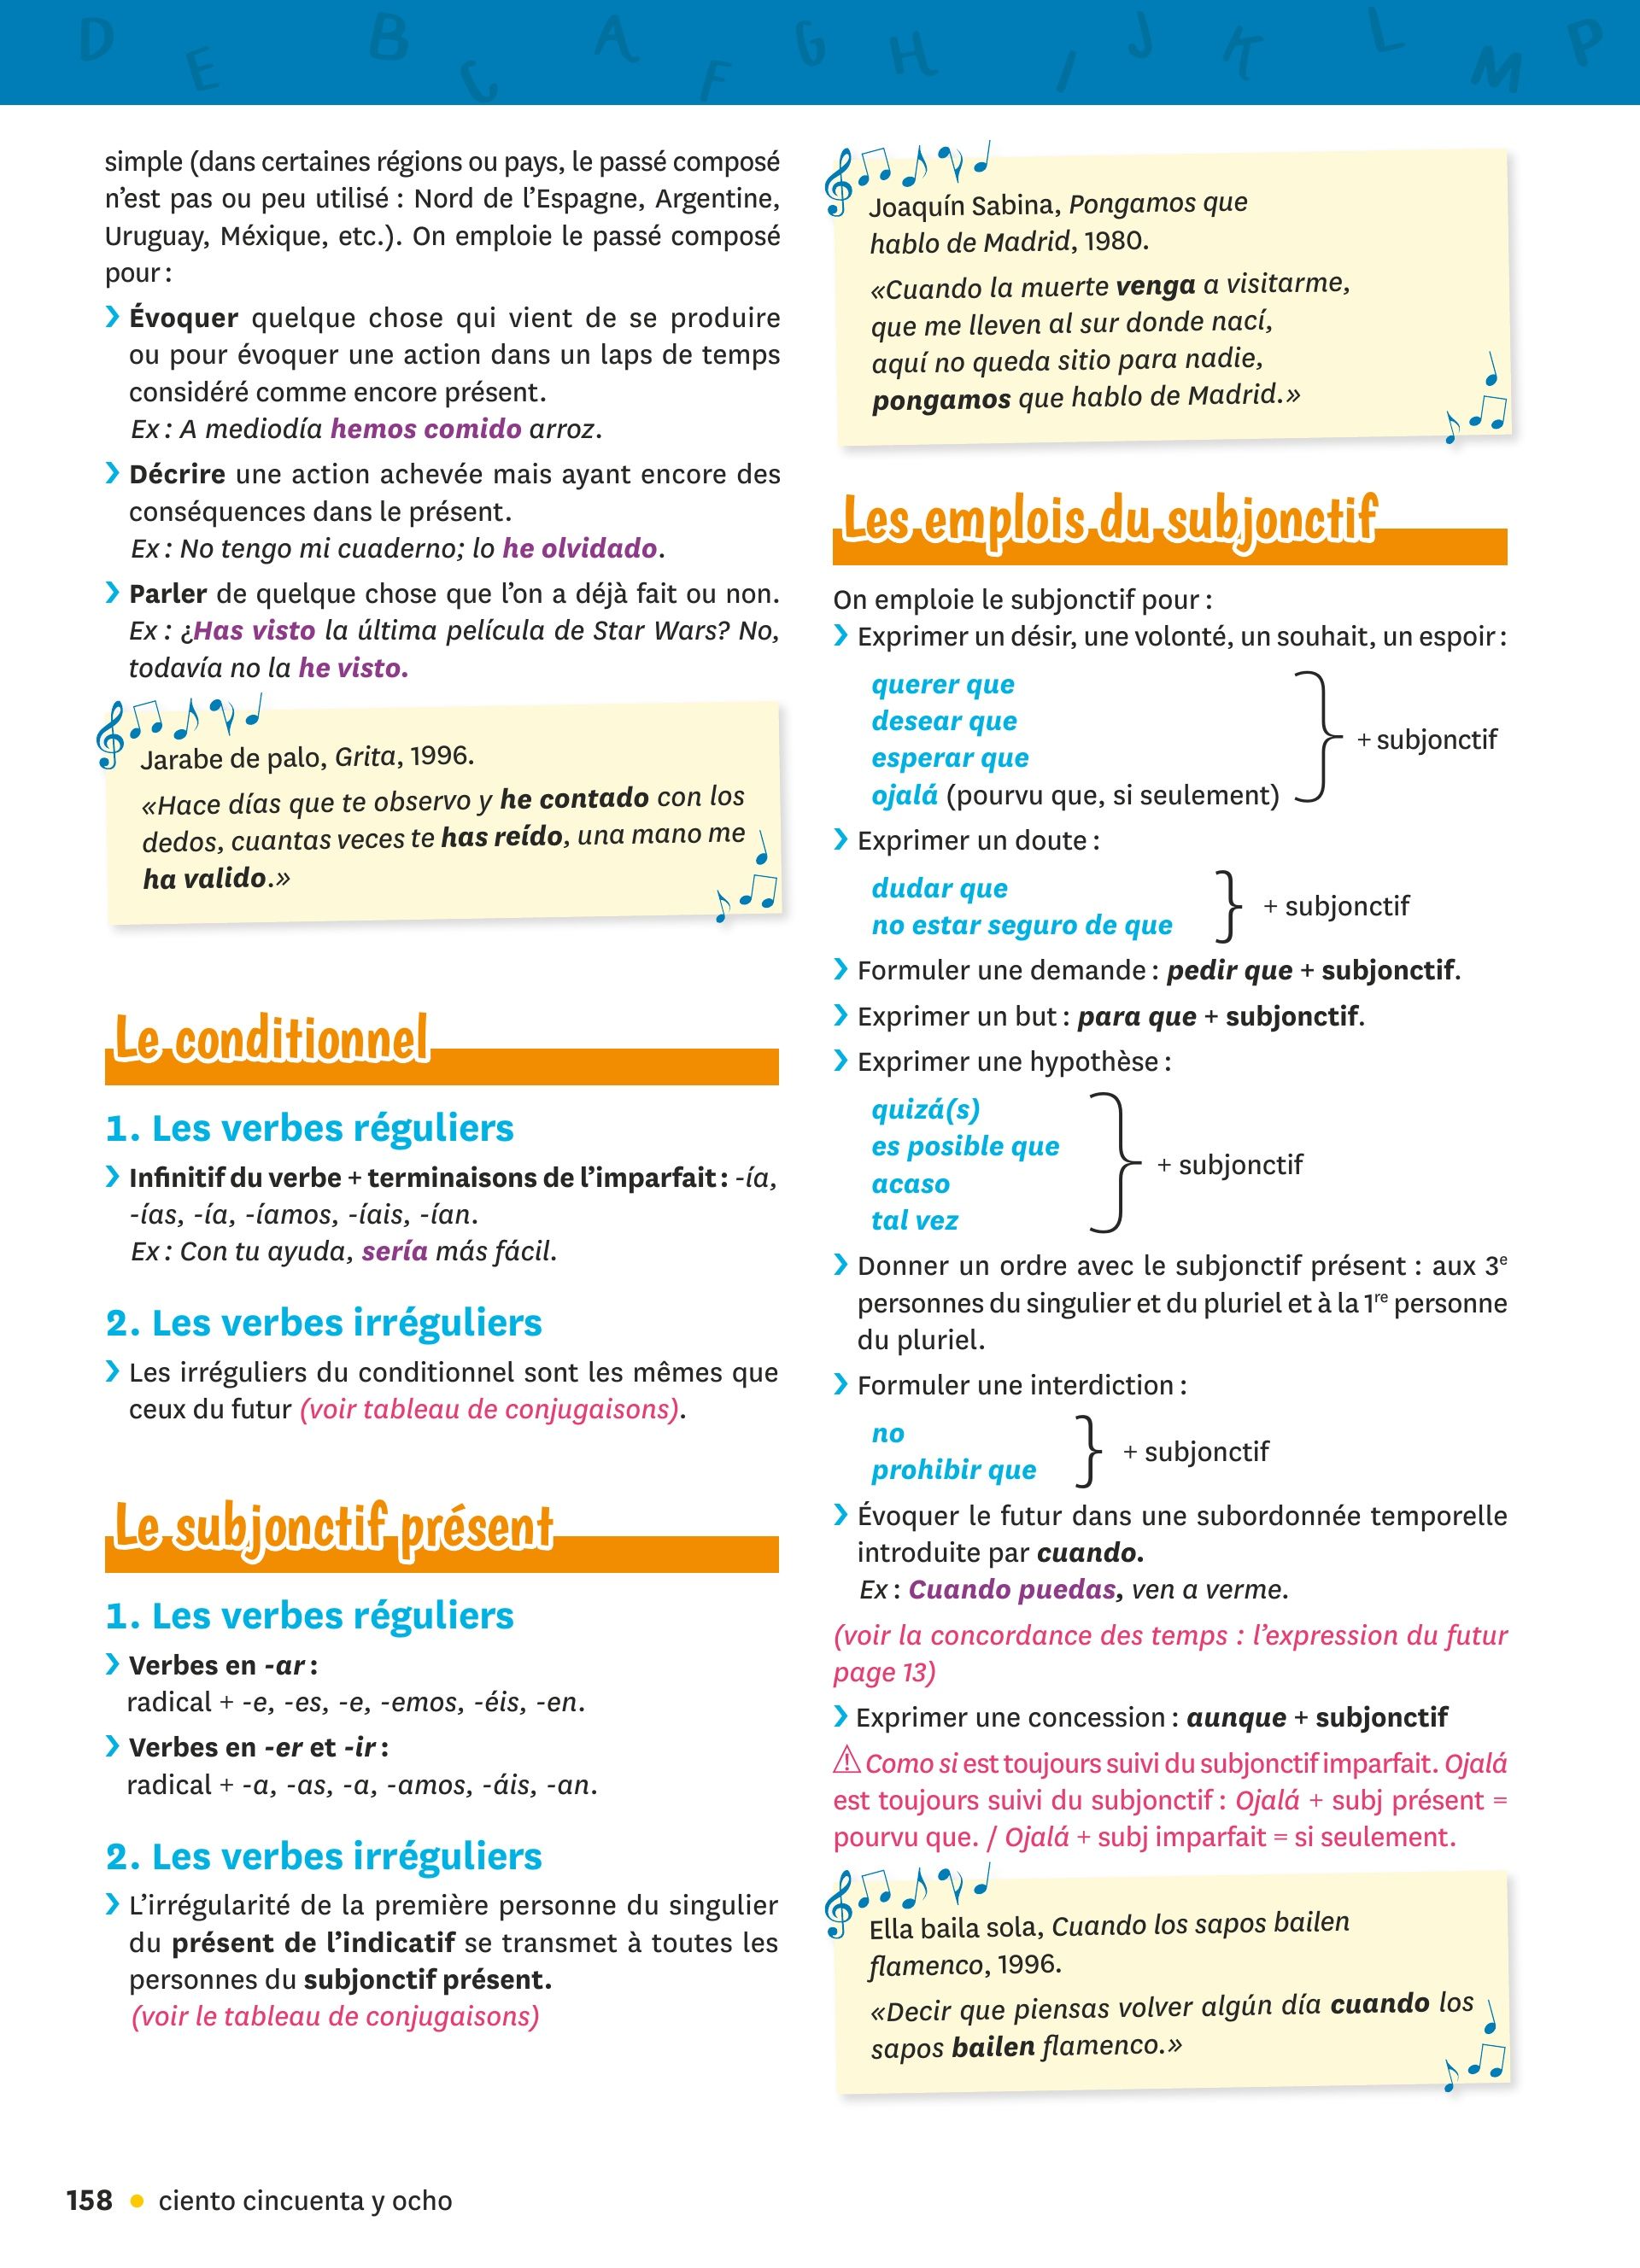 D E B C A F G H I J K L M P
simple (dans certaines régions ou pays, le passé composé
n'est pas ou peu utilisé : Nord de l'Espagne, Argentine,
Uruguay, Méxique, etc.). On emploie le passé composé
pour :
› Évoquer quelque chose qui vient de se produire
ou pour évoquer une action dans un laps de temps
considéré comme encore présent.
Ex : A mediodía hemos comido arroz.
› Décrire une action achevée mais ayant encore des
conséquences dans le présent.
Ex : No tengo mi cuaderno; lo he olvidado.
› Parler de quelque chose que l'on a déjà fait ou non.
Ex : ¿Has visto la última película de Star Wars? No,
todavía no la he visto.
Jarabe de palo, Grita, 1996.
«Hace días que te observo y he contado con los
dedos, cuantas veces te has reído, una mano me
ha valido.»
Le conditionnel
1. Les verbes réguliers
› Infinitif du verbe + terminaisons de l'imparfait : -ía,
-ías, -ía, -íamos, -íais, -ían.
Ex : Con tu ayuda, sería más fácil.
2. Les verbes irréguliers
› Les irréguliers du conditionnel sont les mêmes que
ceux du futur (voir tableau de conjugaisons).
Le subjonctif présent
1. Les verbes réguliers
› Verbes en -ar :
radical + -e, -es, -e, -emos, -éis, -en.
› Verbes en -er et -ir :
radical + -a, -as, -a, -amos, -áis, -an.
2. Les verbes irréguliers
› L'irrégularité de la première personne du singulier
du présent de l'indicatif se transmet à toutes les
personnes du subjonctif présent.
(voir le tableau de conjugaisons)
Joaquín Sabina, Pongamos que
hablo de Madrid, 1980.
«Cuando la muerte venga a visitarme,
que me lleven al sur donde nací,
aquí no queda sitio para nadie,
pongamos que hablo de Madrid.»
Les emplois du subjonctif
On emploie le subjonctif pour :
› Exprimer un désir, une volonté, un souhait, un espoir :
querer que
desear que
esperar que
ojalá (pourvu que, si seulement)
+ subjonctif
› Exprimer un doute :
dudar que
no estar seguro de que
+ subjonctif
› Formuler une demande : pedir que + subjonctif.
› Exprimer un but : para que + subjonctif.
› Exprimer une hypothèse :
quizá(s)
es posible que
acaso
tal vez
+ subjonctif
› Donner un ordre avec le subjonctif présent : aux 3e
personnes du singulier et du pluriel et à la 1re personne
du pluriel.
› Formuler une interdiction :
no
prohibir que
+ subjonctif
› Évoquer le futur dans une subordonnée temporelle
introduite par cuando.
Ex : Cuando puedas, ven a verme.
(voir la concordance des temps : l'expression du futur
page 13)
› Exprimer une concession : aunque + subjonctif
⚠ Como si est toujours suivi du subjonctif imparfait. Ojalá
est toujours suivi du subjonctif : Ojalá + subj présent =
pourvu que. / Ojalá + subj imparfait = si seulement.
Ella baila sola, Cuando los sapos bailen
flamenco, 1996.
«Decir que piensas volver algún día cuando los
sapos bailen flamenco.»
158 • ciento cincuenta y ocho